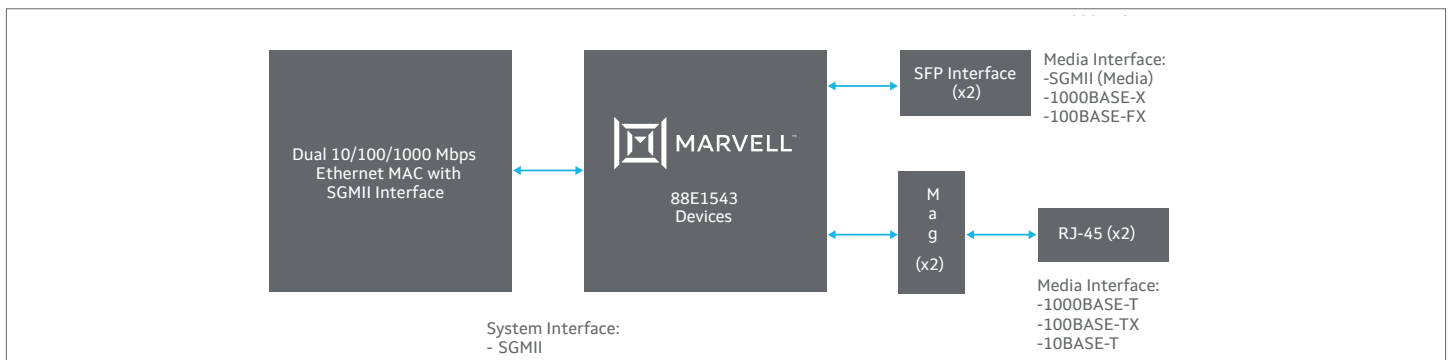 Dual 10/100/1000 Mbps
Ethernet MAC with
SGMII Interface
MARVELL™
88E1543
Devices
SFP Interface
(x2)
Media Interface:
-SGMII (Media)
-1000BASE-X
-100BASE-FX
M
a
g
(x2)
RJ-45 (x2)
Media Interface:
-1000BASE-T
-100BASE-TX
-10BASE-T
System Interface:
- SGMII